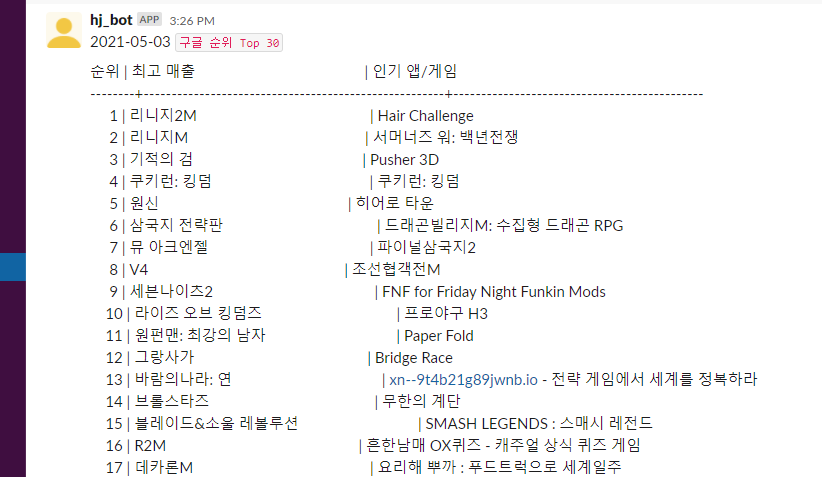 hj_bot APP 3:26 PM
2021-05-03 구글 순위 Top 30
순위 | 최고 매출 | 인기 앱/게임
--------+--------------------------------------------------+------------------------------------------
1 | 리니지2M | Hair Challenge
2 | 리니지M | 서머너즈 워: 백년전쟁
3 | 기적의 검 | Pusher 3D
4 | 쿠키런: 킹덤 | 쿠키런: 킹덤
5 | 원신 | 히어로 타운
6 | 삼국지 전략판 | 드래곤빌리지M: 수집형 드래곤 RPG
7 | 뮤 아크엔젤 | 파이널삼국지2
8 | V4 | 조선협객전M
9 | 세븐나이츠2 | FNF for Friday Night Funkin Mods
10 | 라이즈 오브 킹덤즈 | 프로야구 H3
11 | 원펀맨: 최강의 남자 | Paper Fold
12 | 그랑사가 | Bridge Race
13 | 바람의나라: 연 | xn--9t4b21g89jwnb.io - 전략 게임에서 세계를 정복하라
14 | 브롤스타즈 | 무한의 계단
15 | 블레이드&소울 레볼루션 | SMASH LEGENDS : 스매시 레전드
16 | R2M | 흔한남매 OX퀴즈 - 캐주얼 상식 퀴즈 게임
17 | 데카론M | 요리해 뿌까 : 푸드트럭으로 세계일주